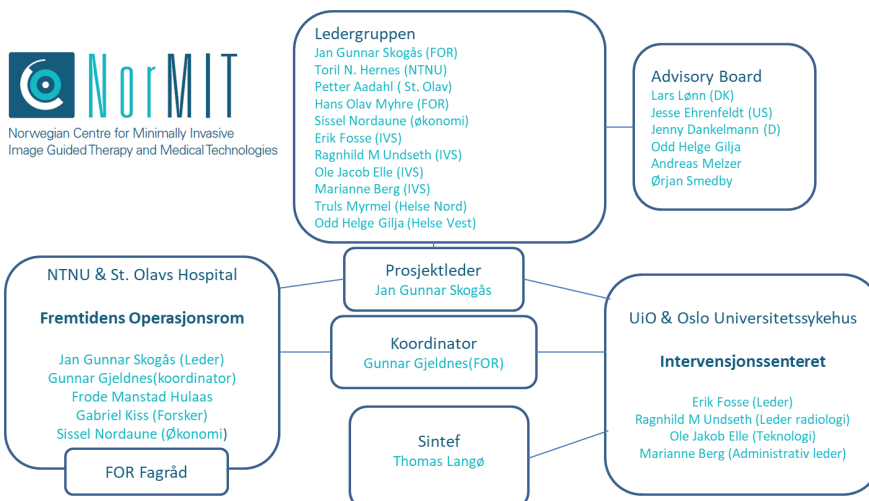 NorMIT
Norwegian Centre for Minimally Invasive
Image Guided Therapy and Medical Technologies
Ledergruppen
Jan Gunnar Skogås (FOR)
Toril N. Hernes (NTNU)
Petter Aadahl ( St. Olav)
Hans Olav Myhre (FOR)
Sissel Nordaune (økonomi)
Erik Fosse (IVS)
Ragnhild M Undseth (IVS)
Ole Jacob Elle (IVS)
Marianne Berg (IVS)
Truls Myrmel (Helse Nord)
Odd Helge Gilja (Helse Vest)
Advisory Board
Lars Lønn (DK)
Jesse Ehrenfeldt (US)
Jenny Dankelmann (D)
Odd Helge Gilja
Andreas Melzer
Ørjan Smedby
Prosjektleder
Jan Gunnar Skogås
NTNU & St. Olavs Hospital
Fremtidens Operasjonsrom
Jan Gunnar Skogås (Leder)
Gunnar Gjeldnes(koordinator)
Frode Manstad Hulaas
Gabriel Kiss (Forsker)
Sissel Nordaune (Økonomi)
FOR Fagråd
Koordinator
Gunnar Gjeldnes(FOR)
Sintef
Thomas Langø
UiO & Oslo Universitetssykehus
Intervensjonssenteret
Erik Fosse (Leder)
Ragnhild M Undseth (Leder radiologi)
Ole Jakob Elle (Teknologi)
Marianne Berg (Administrativ leder)